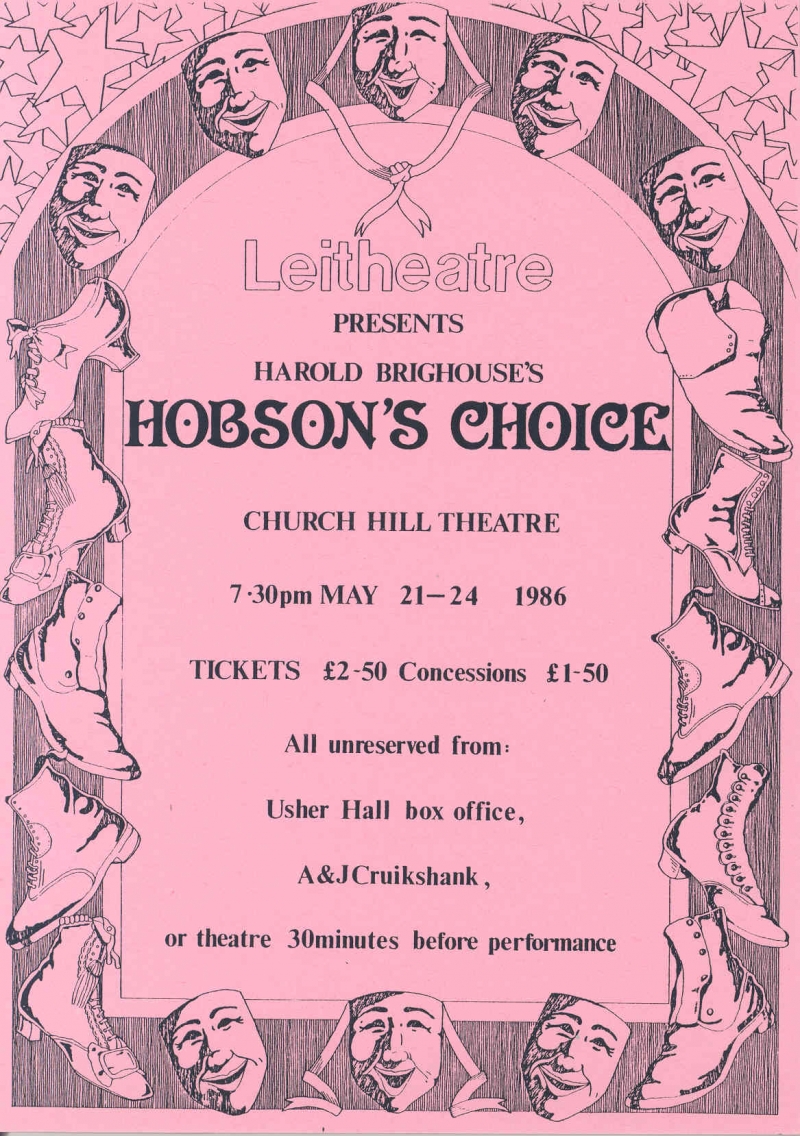 Leitheatre
PRESENTS
HAROLD BRIGHOUSE'S
HOBSON'S CHOICE
CHURCH HILL THEATRE
7·30pm MAY 21-24 1986
TICKETS £2-50 Concessions £1-50
All unreserved from:
Usher Hall box office,
A&J Cruikshank,
or theatre 30minutes before performance